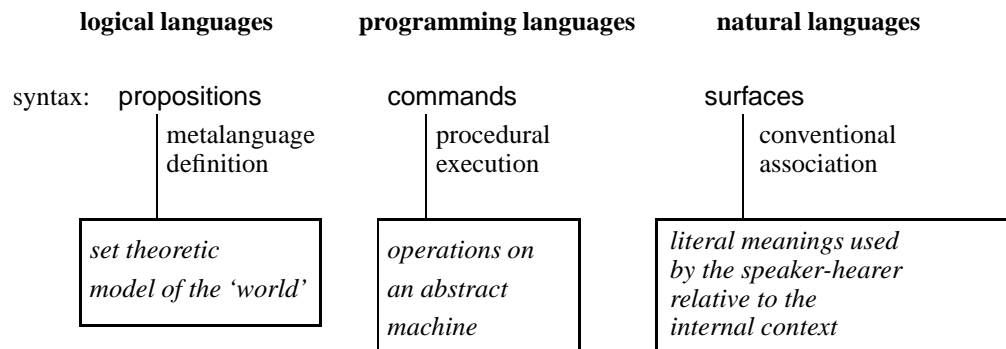 logical languages programming languages natural languages
syntax: propositions commands surfaces
metalanguage definition
procedural execution
conventional association
set theoretic
model of the ‘world’
operations on
an abstract
machine
literal meanings used
by the speaker-hearer
relative to the
internal context